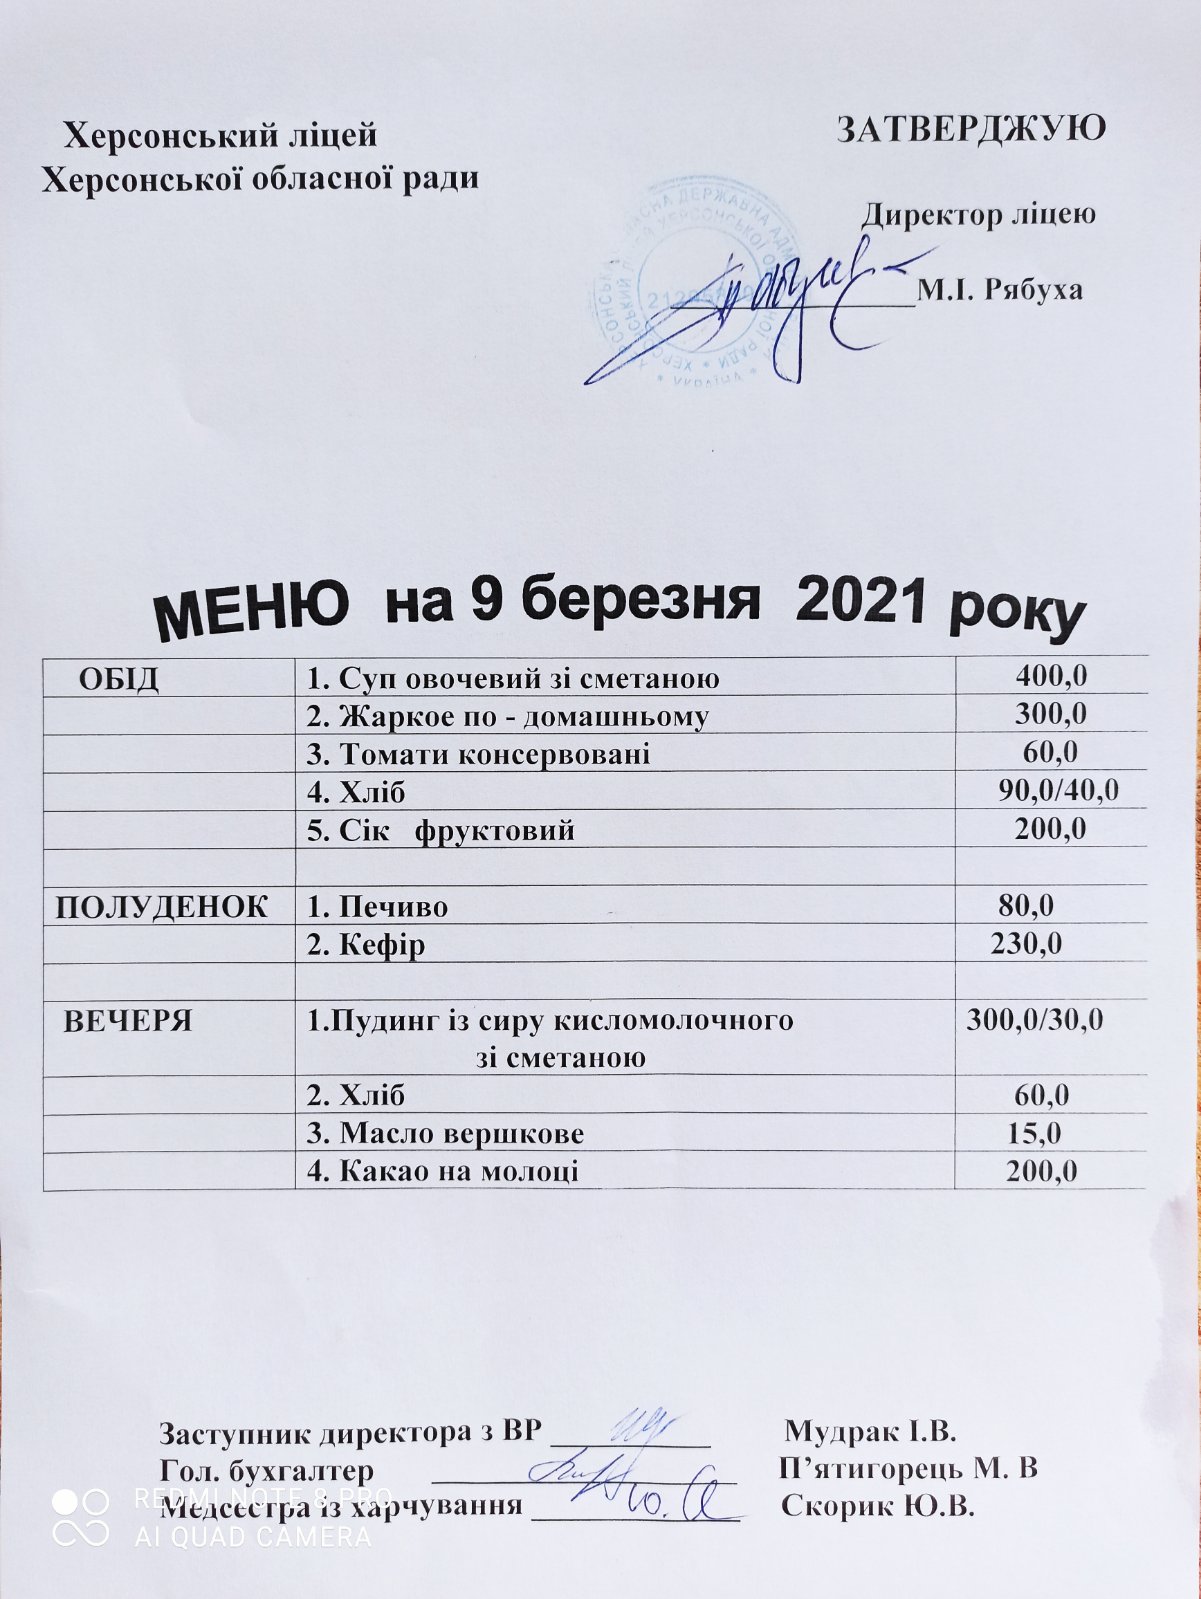 Херсонський ліцей
ЗАТВЕРДЖУЮ
Херсонської обласної ради
Директор ліцею
М.І. Рябуха
МЕНЮ на 9 березня 2021 року
ОБІД 1. Суп овочевий зі сметаною 400,0
2. Жаркое по - домашньому 300,0
3. Томати консервовані 60,0
4. Хліб 90,0/40,0
5. Сік фруктовий 200,0
ПОЛУДЕНОК 1. Печиво 80,0
2. Кефір 230,0
ВЕЧЕРЯ 1.Пудинг із сиру кисломолочного 300,0/30,0
зі сметаною
2. Хліб 60,0
3. Масло вершкове 15,0
4. Какао на молоці 200,0
Заступник директора з ВР Мудрак І.В.
Гол. бухгалтер П’ятигорець М. В
Медсестра із харчування Скорик Ю.В.
REDMI NOTE 8 PRO
AI QUAD CAMERA